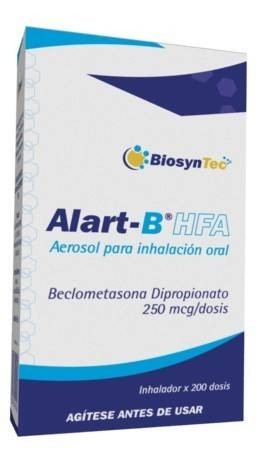 BiosynTec
Alart-B® HFA
Aerosol para inhalación oral
Beclometasona Dipropionato
250 mcg/dosis
Inhalador x 200 dosis
AGÍTESE ANTES DE USAR